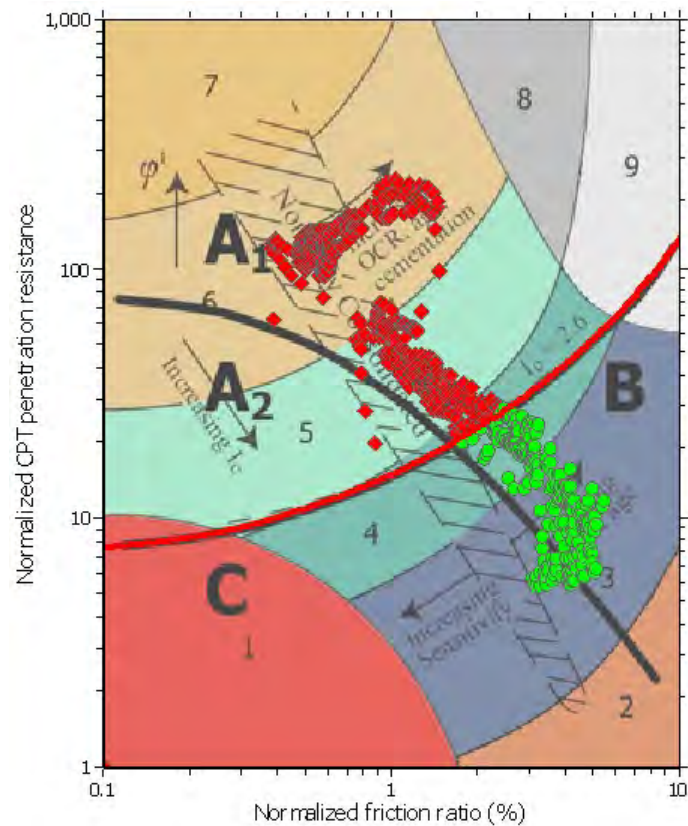 1,000
7
8
9
φ'
No
OCR, a
cementation
A1
100
6
I c = 2.6
A2
B
Increasing Ic
5
10
4
C
3
Increasing
Sensitivity
1
2
1
0.1
1
10
Normalized CPT penetration resistance
Normalized friction ratio (%)